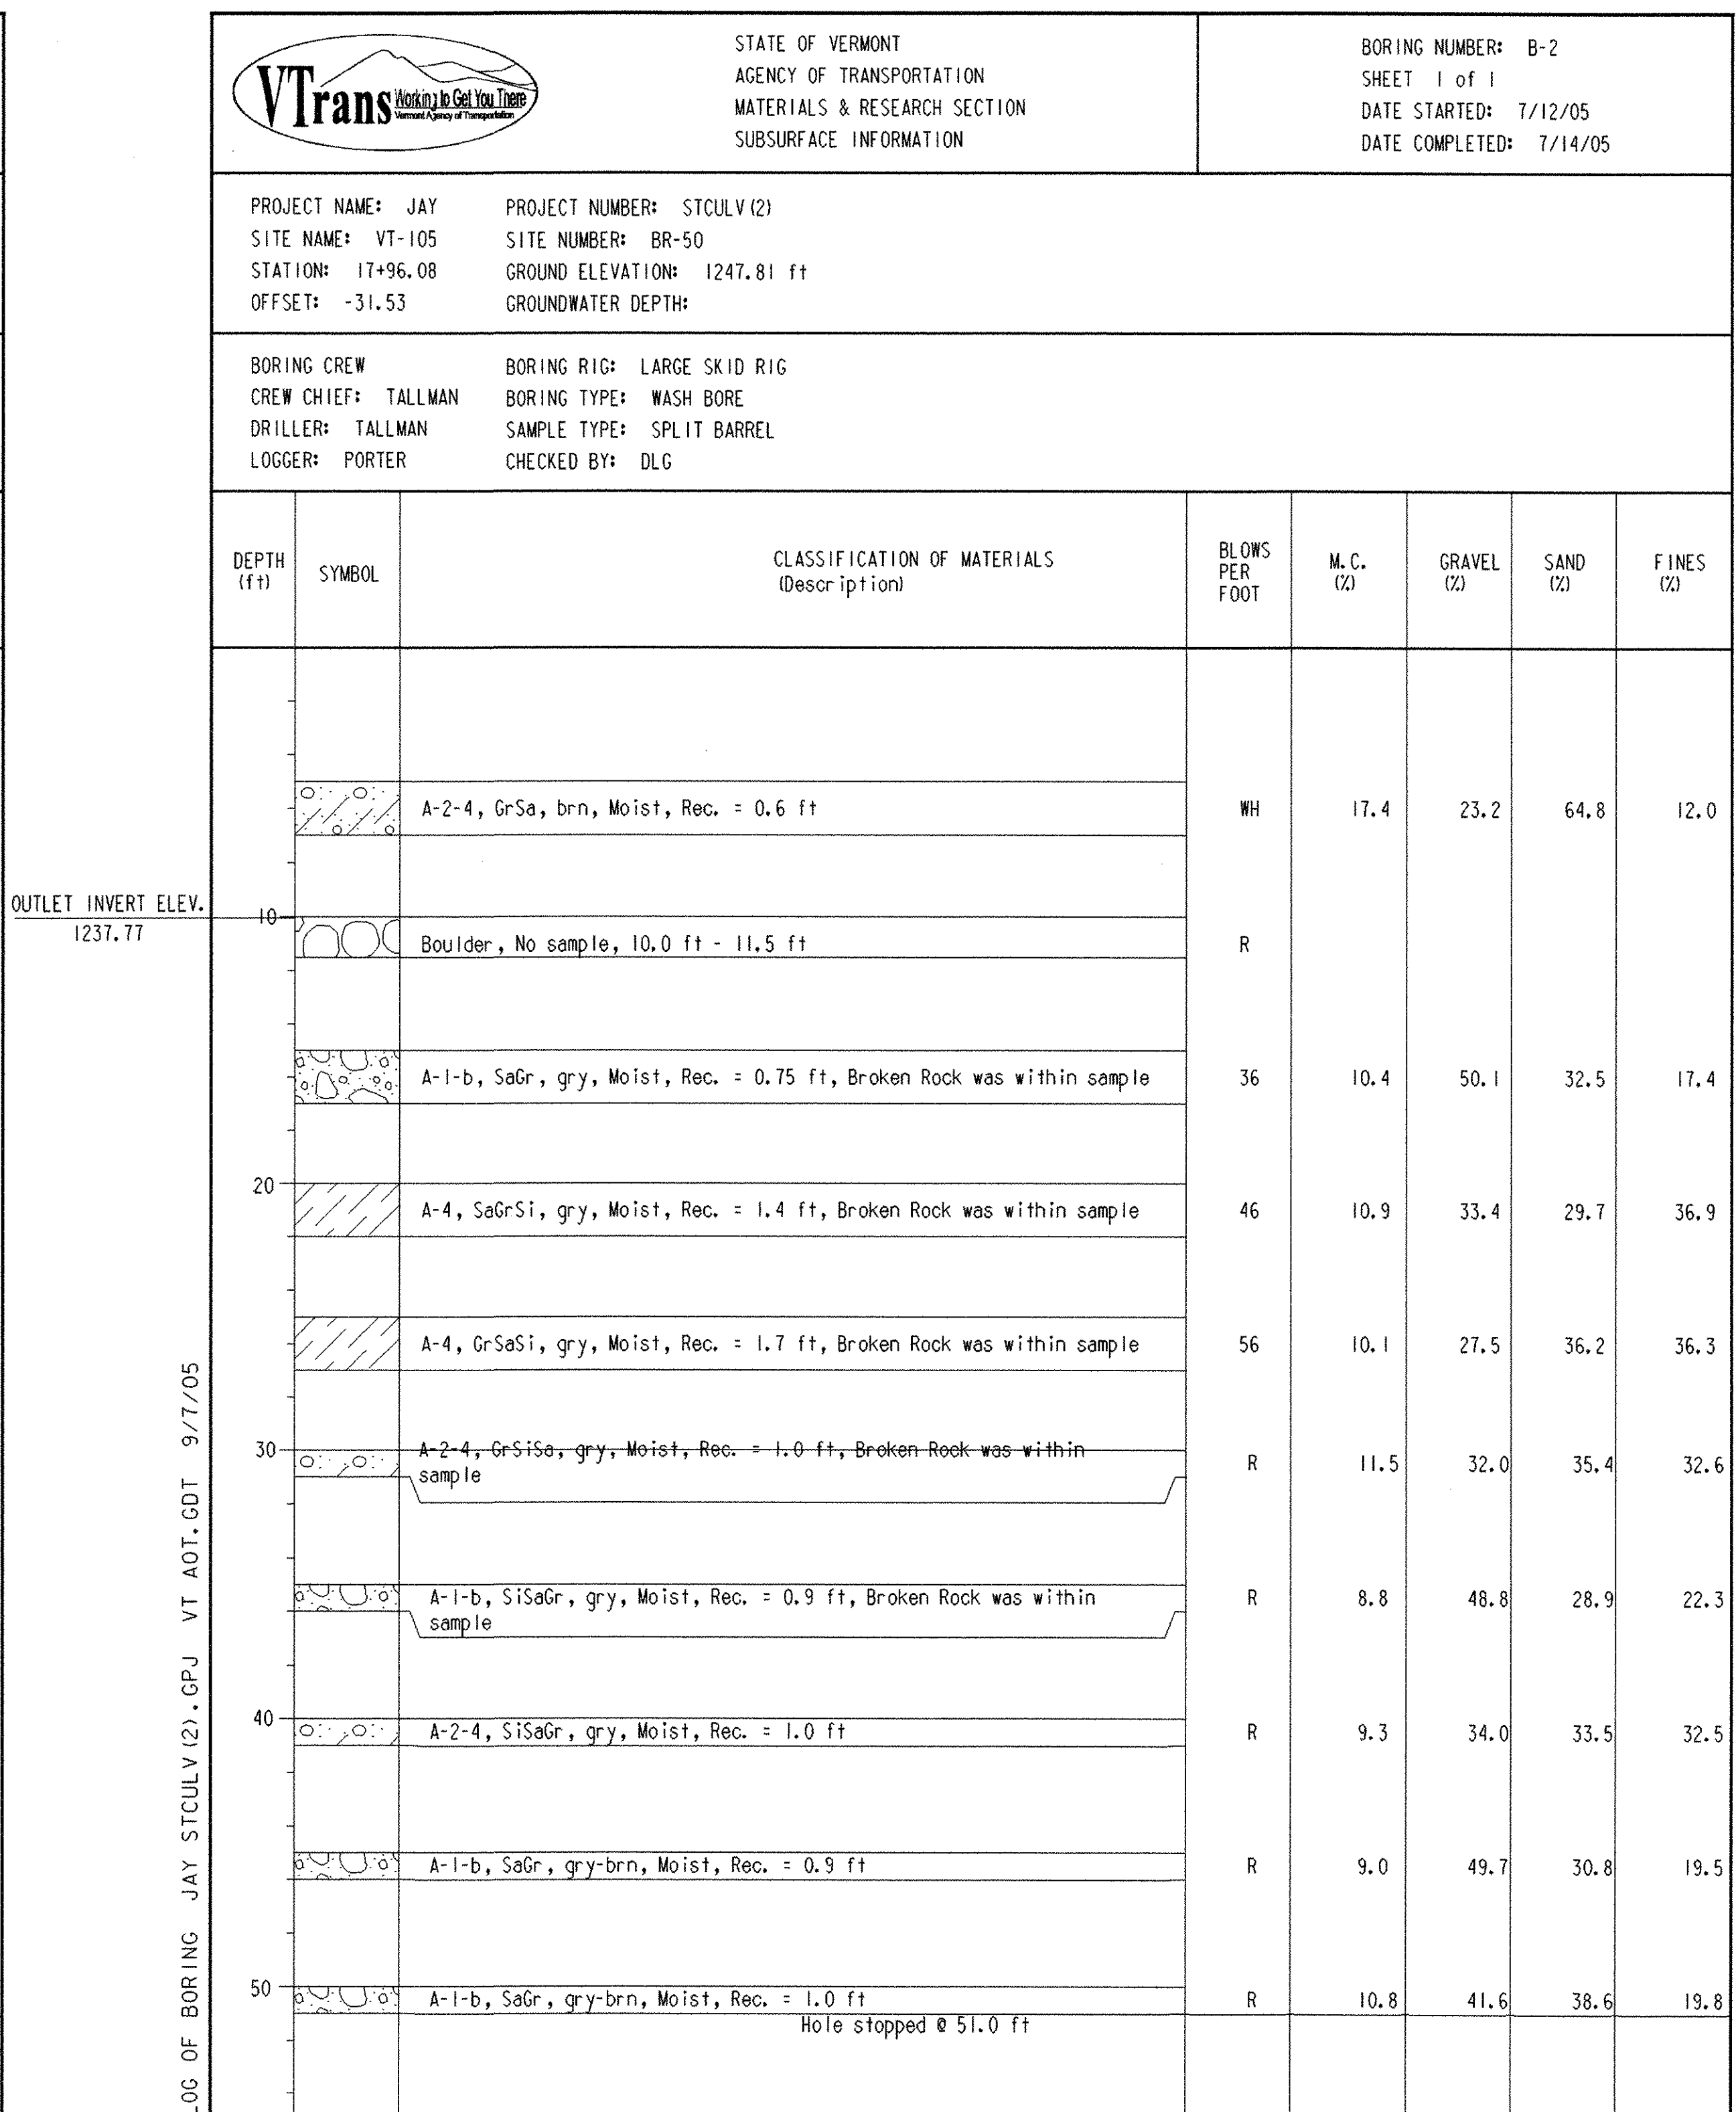 VTrans Working to Get You There
Vermont Agency of Transportation
STATE OF VERMONT
AGENCY OF TRANSPORTATION
MATERIALS & RESEARCH SECTION
SUBSURFACE INFORMATION
BORING NUMBER: B-2
SHEET 1 of 1
DATE STARTED: 7/12/05
DATE COMPLETED: 7/14/05
PROJECT NAME: JAY PROJECT NUMBER: STCULV(2)
SITE NAME: VT-105 SITE NUMBER: BR-50
STATION: 17+96.08 GROUND ELEVATION: 1247.81 ft
OFFSET: -31.53 GROUNDWATER DEPTH:
BORING CREW BORING RIG: LARGE SKID RIG
CREW CHIEF: TALLMAN BORING TYPE: WASH BORE
DRILLER: TALLMAN SAMPLE TYPE: SPLIT BARREL
LOGGER: PORTER CHECKED BY: DLG
DEPTH (ft) SYMBOL CLASSIFICATION OF MATERIALS (Description) BLOWS PER FOOT M.C. (%) GRAVEL (%) SAND (%) FINES (%)
A-2-4, GrSa, brn, Moist, Rec. = 0.6 ft WH 17.4 23.2 64.8 12.0
OUTLET INVERT ELEV.
1237.77
10
Boulder, No sample, 10.0 ft - 11.5 ft R
A-1-b, SaGr, gry, Moist, Rec. = 0.75 ft, Broken Rock was within sample 36 10.4 50.1 32.5 17.4
20
A-4, SaGrSi, gry, Moist, Rec. = 1.4 ft, Broken Rock was within sample 46 10.9 33.4 29.7 36.9
A-4, GrSaSi, gry, Moist, Rec. = 1.7 ft, Broken Rock was within sample 56 10.1 27.5 36.2 36.3
30 A-2-4, GrSiSa, gry, Moist, Rec. = 1.0 ft, Broken Rock was within
sample R 11.5 32.0 35.4 32.6
A-1-b, SiSaGr, gry, Moist, Rec. = 0.9 ft, Broken Rock was within R 8.8 48.8 28.9 22.3
sample
40 A-2-4, SiSaGr, gry, Moist, Rec. = 1.0 ft R 9.3 34.0 33.5 32.5
A-1-b, SaGr, gry-brn, Moist, Rec. = 0.9 ft R 9.0 49.7 30.8 19.5
50 A-1-b, SaGr, gry-brn, Moist, Rec. = 1.0 ft R 10.8 41.6 38.6 19.8
Hole stopped @ 51.0 ft
LOG OF BORING JAY STCULV(2).GPJ VT AOT.GDT 9/7/05